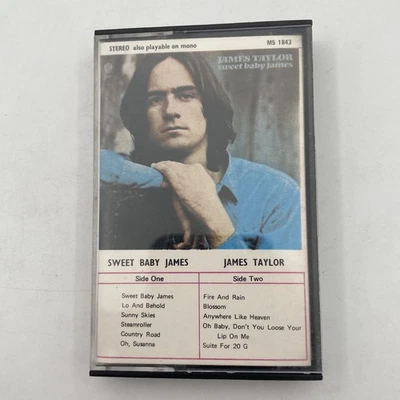 STEREO also playable on mono MS 1843
JAMES TAYLOR
sweet baby james
SWEET BABY JAMES JAMES TAYLOR
Side One Side Two
Sweet Baby James
Lo And Behold
Sunny Skies
Steamroller
Country Road
Oh, Susanna
Fire And Rain
Blossom
Anywhere Like Heaven
Oh Baby, Don't You Loose Your
Lip On Me
Suite For 20 G